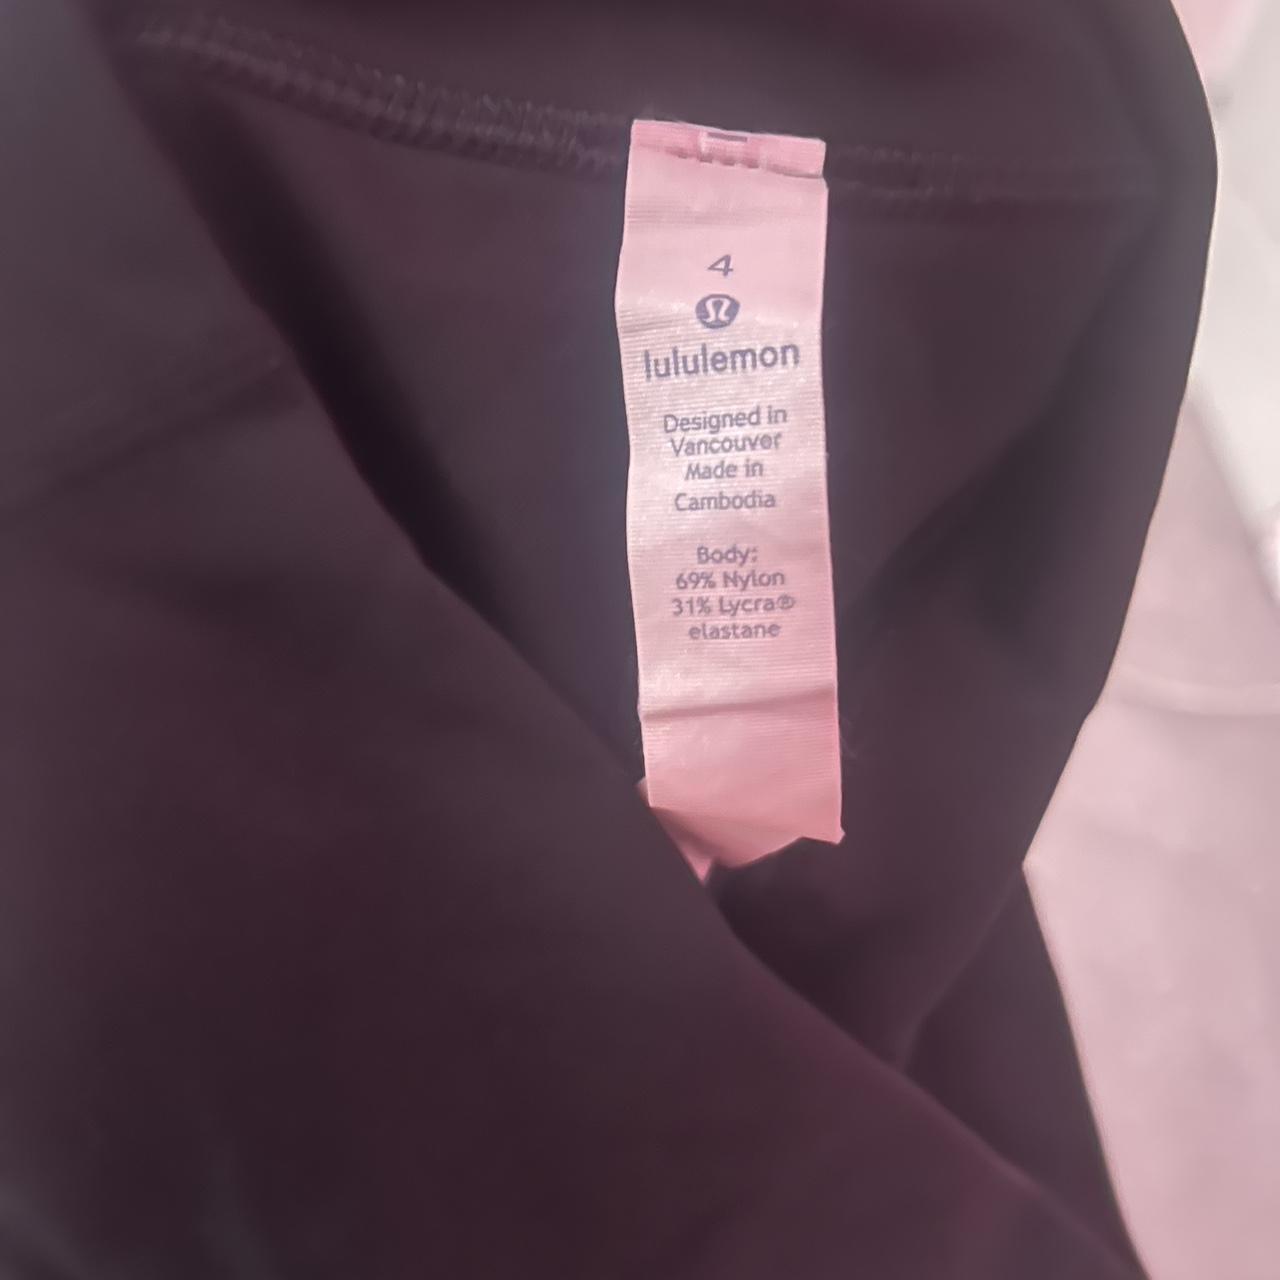 4
lululemon
Designed in
Vancouver
Made in
Cambodia
Body:
69% Nylon
31% Lycra®
elastane